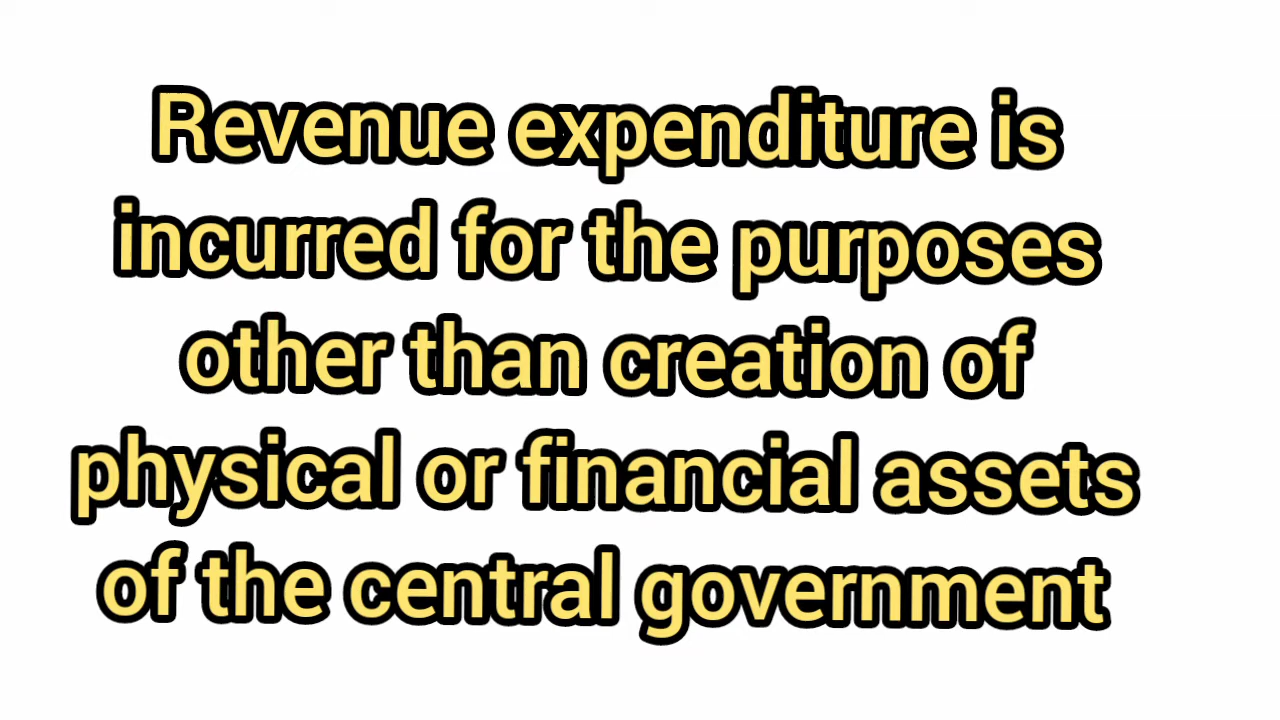 Revenue expenditure is
incurred for the purposes
other than creation of
physical or financial assets
of the central government